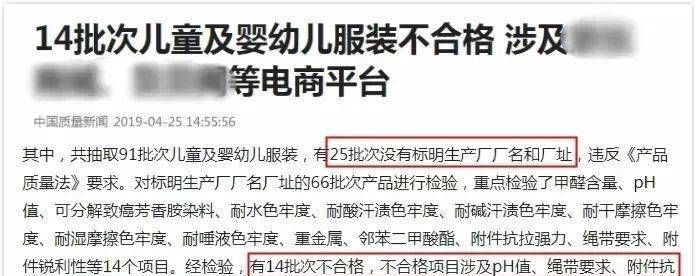 14批次儿童及婴幼儿服装不合格 涉及
等电商平台
中国质量新闻 2019-04-25 14:55:56
其中，共抽取91批次儿童及婴幼儿服装，有25批次没有标明生产厂厂名和厂址，违反《产品
质量法》要求。对标明生产厂厂名厂址的66批次产品进行检验，重点检验了甲醛含量、pH
值、可分解致癌芳香胺染料、耐水色牢度、耐酸汗渍色牢度、耐碱汗渍色牢度、耐干摩擦色牢
度、耐湿摩擦色牢度、耐唾液色牢度、重金属、邻苯二甲酸酯、附件抗拉强力、绳带要求、附
件锐利性等14个项目。经检验，有14批次不合格，不合格项目涉及pH值、绳带要求、附件抗